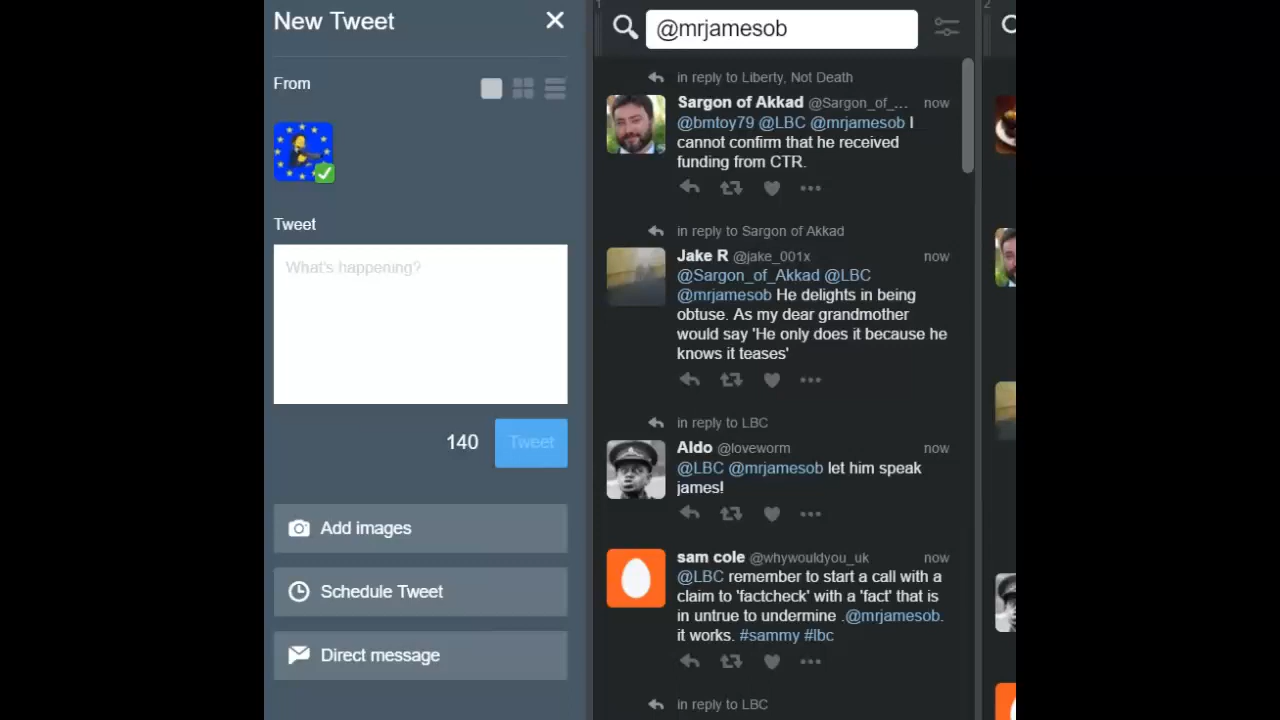 New Tweet
From
Tweet
What's happening?
140
Tweet
Add images
Schedule Tweet
Direct message
1
@mrjamesob
in reply to Liberty, Not Death
Sargon of Akkad @Sargon_of_... now
@bmtoy79 @LBC @mrjamesob I
cannot confirm that he received
funding from CTR.
in reply to Sargon of Akkad
Jake R @jake_001x now
@Sargon_of_Akkad @LBC
@mrjamesob He delights in being
obtuse. As my dear grandmother
would say 'He only does it because he
knows it teases'
in reply to LBC
Aldo @loveworm now
@LBC @mrjamesob let him speak
james!
sam cole @whywouldyou_uk now
@LBC remember to start a call with a
claim to 'factcheck' with a 'fact' that is
in untrue to undermine .@mrjamesob.
it works. #sammy #lbc
in reply to LBC
2